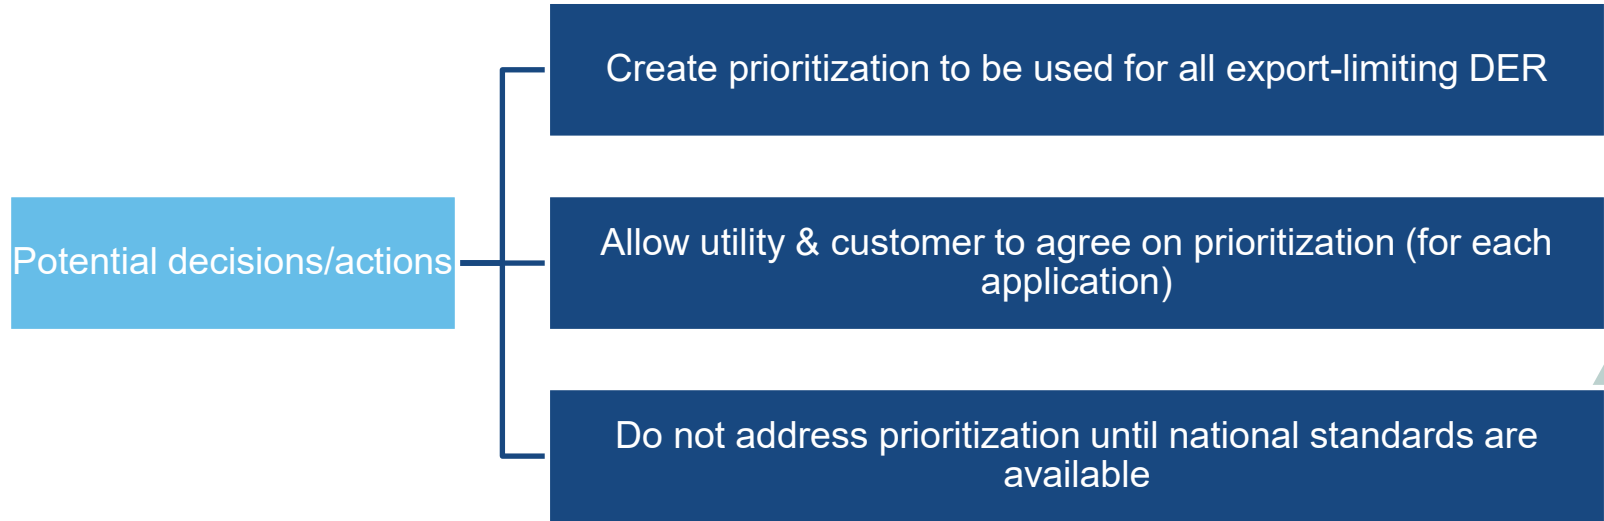 Create prioritization to be used for all export-limiting DER
Potential decisions/actions
Allow utility & customer to agree on prioritization (for each
application)
Do not address prioritization until national standards are
available